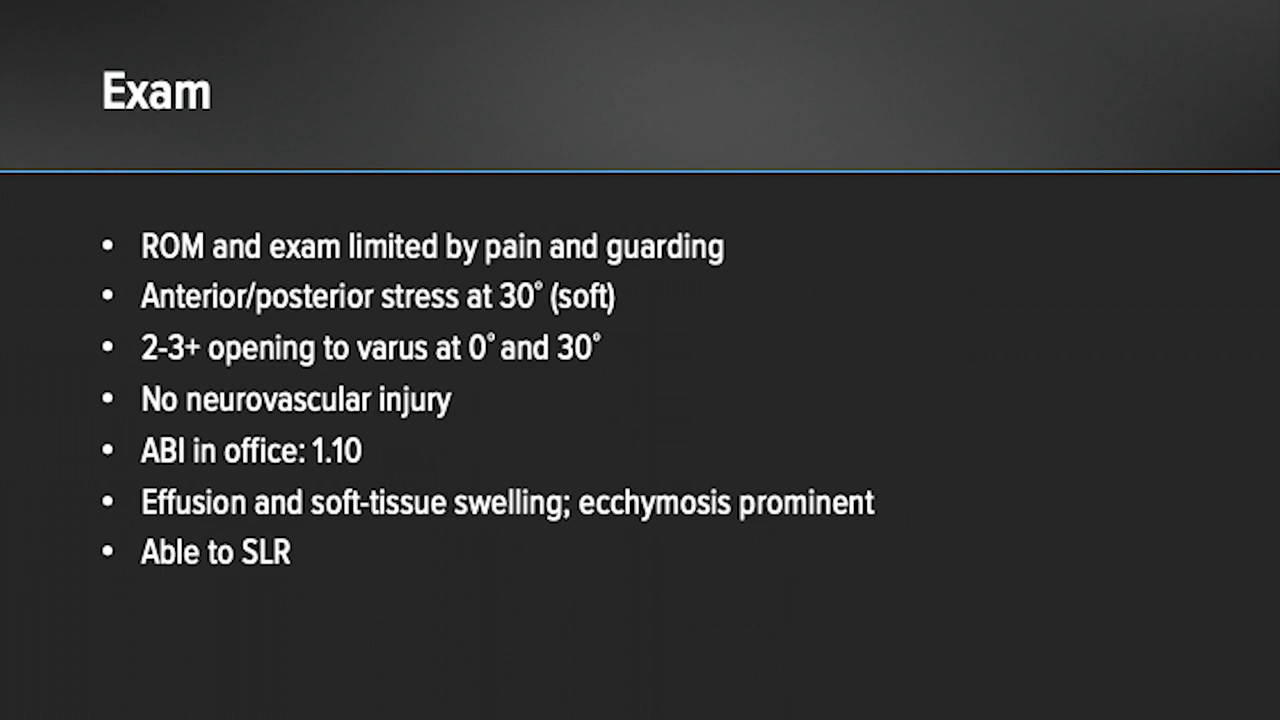 Exam
• ROM and exam limited by pain and guarding
• Anterior/posterior stress at 30° (soft)
• 2-3+ opening to varus at 0° and 30°
• No neurovascular injury
• ABI in office: 1.10
• Effusion and soft-tissue swelling; ecchymosis prominent
• Able to SLR